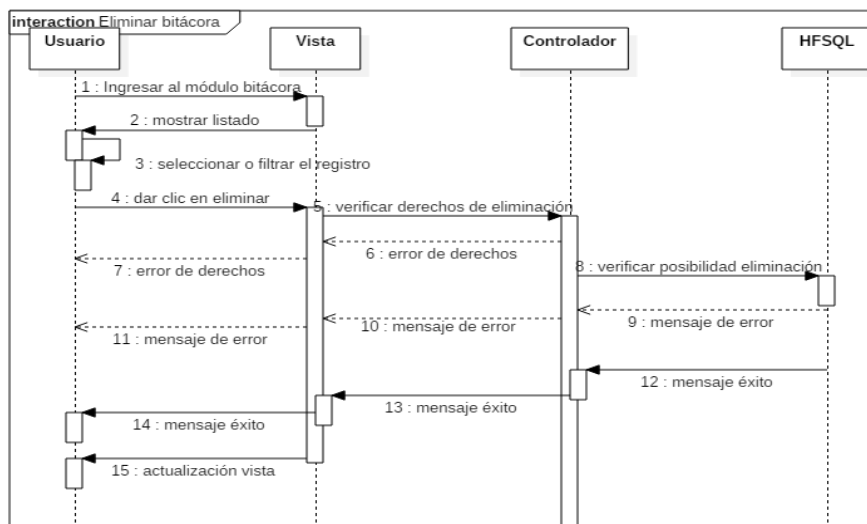 interaction Eliminar bitácora
Usuario
Vista
Controlador
HFSQL
1 : Ingresar al módulo bitácora
2 : mostrar listado
3 : seleccionar o filtrar el registro
4 : dar clic en eliminar
5 : verificar derechos de eliminación
6 : error de derechos
7 : error de derechos
8 : verificar posibilidad eliminación
9 : mensaje de error
10 : mensaje de error
11 : mensaje de error
12 : mensaje éxito
13 : mensaje éxito
14 : mensaje éxito
15 : actualización vista